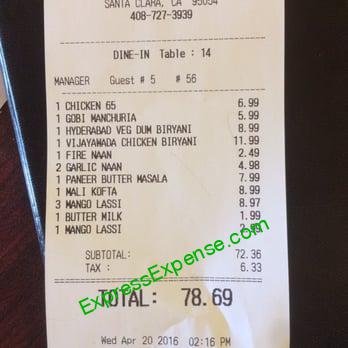 SANTA CLARA, CA 95054
408-727-3939
DINE-IN Table : 14
MANAGER Guest # 5 # 56
1 CHICKEN 65 6.99
1 GOBI MANCHURIA 5.99
1 HYDERABAD VEG DUM BIRYANI 8.99
1 VIJAYAWADA CHICKEN BIRYANI 11.99
1 FIRE NAAN 2.49
2 GARLIC NAAN 4.98
1 PANEER BUTTER MASALA 7.99
1 MALI KOFTA 8.99
3 MANGO LASSI 8.97
1 BUTTER MILK 1.99
1 MANGO LASSI 2.99
SUBTOTAL: 72.36
TAX : 6.33
TOTAL: 78.69
Wed Apr 20 2016 02:16 PM
ExpressExpense.com